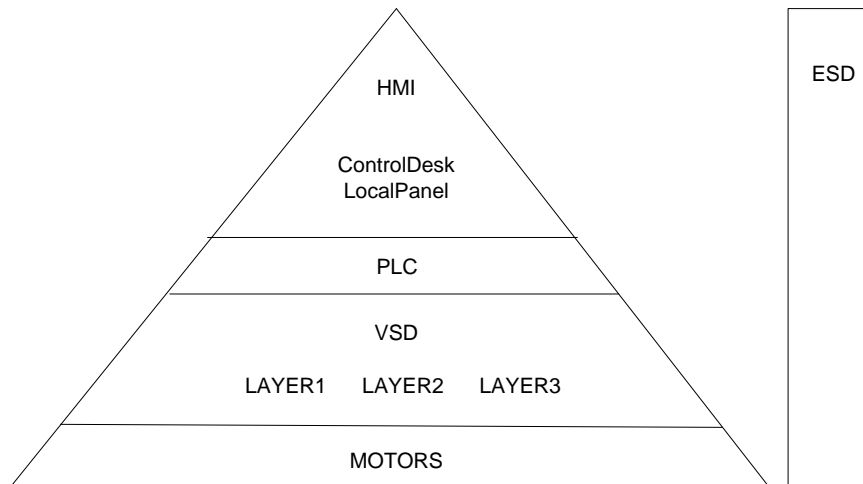 HMI
ESD
ControlDesk
LocalPanel
PLC
VSD
LAYER1 LAYER2 LAYER3
MOTORS